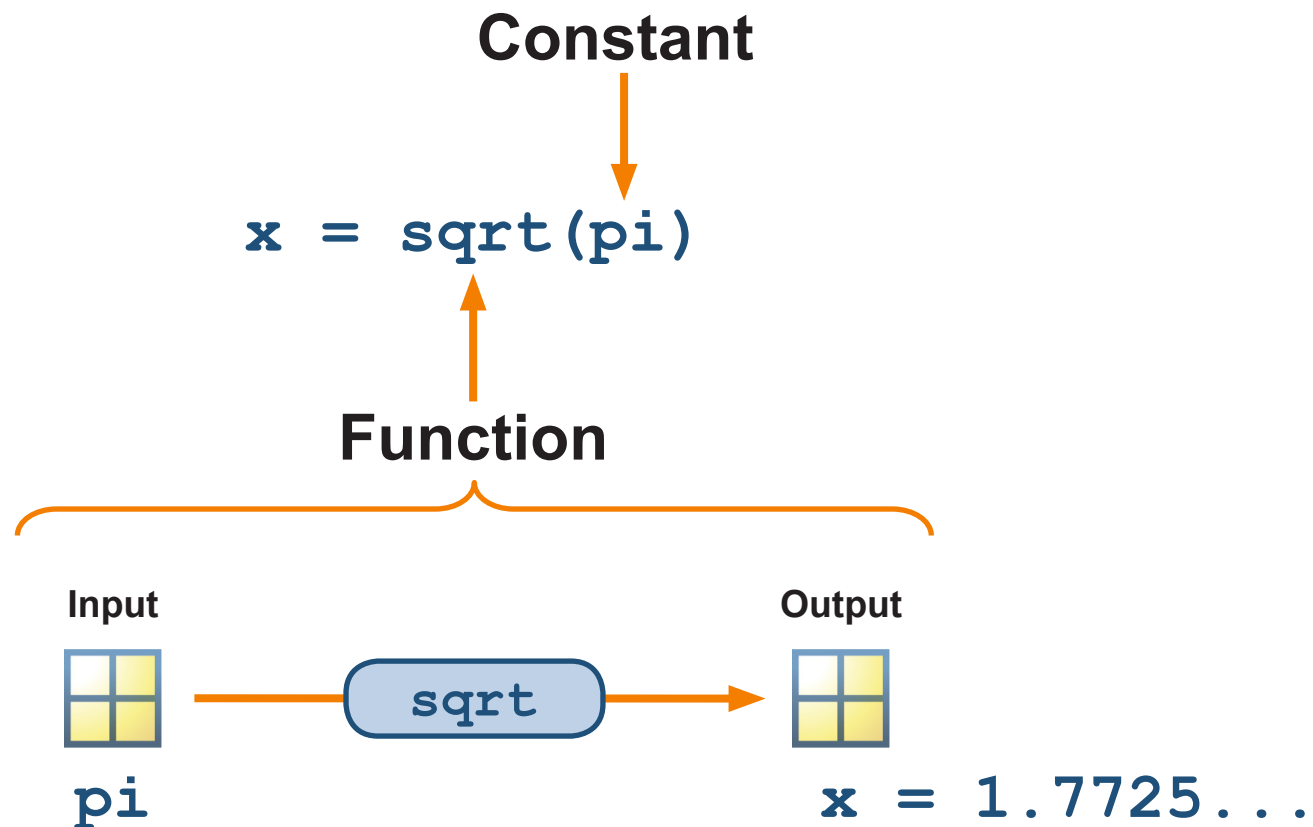 Constant
x = sqrt(pi)
Function
Input
Output
sqrt
pi
x = 1.7725...